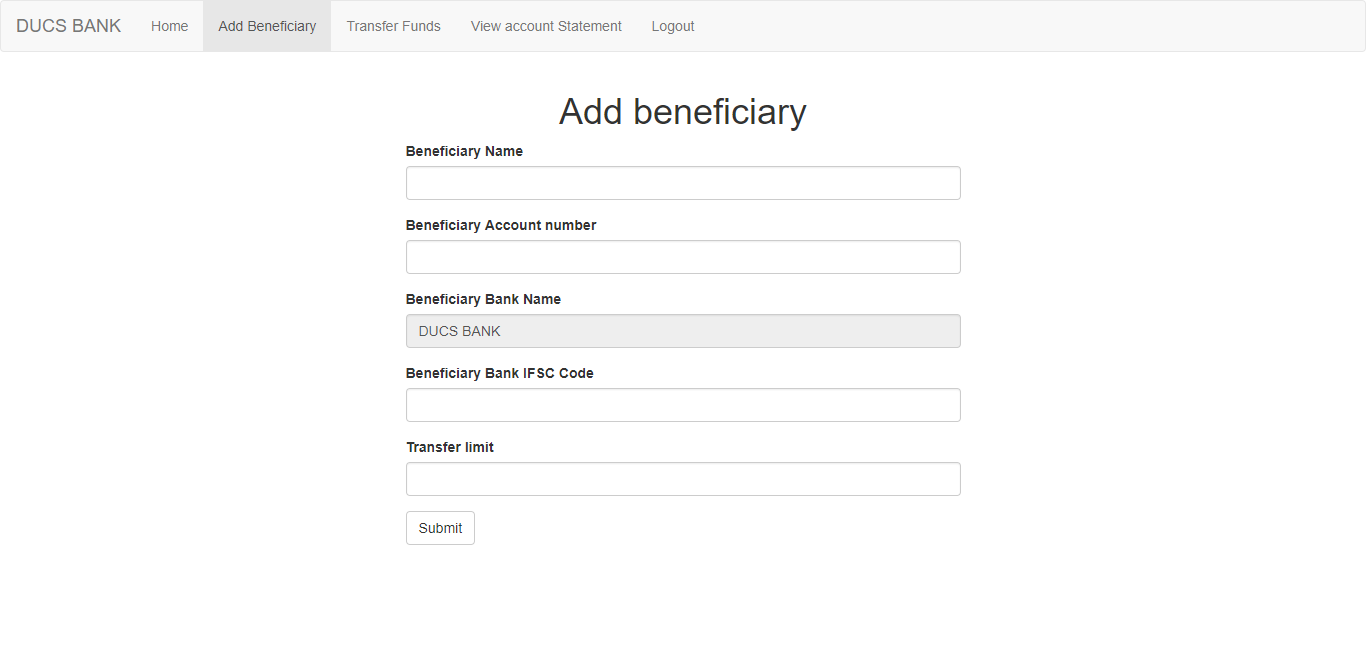 DUCS BANK Home Add Beneficiary Transfer Funds View account Statement Logout
Add beneficiary
Beneficiary Name
Beneficiary Account number
Beneficiary Bank Name
DUCS BANK
Beneficiary Bank IFSC Code
Transfer limit
Submit